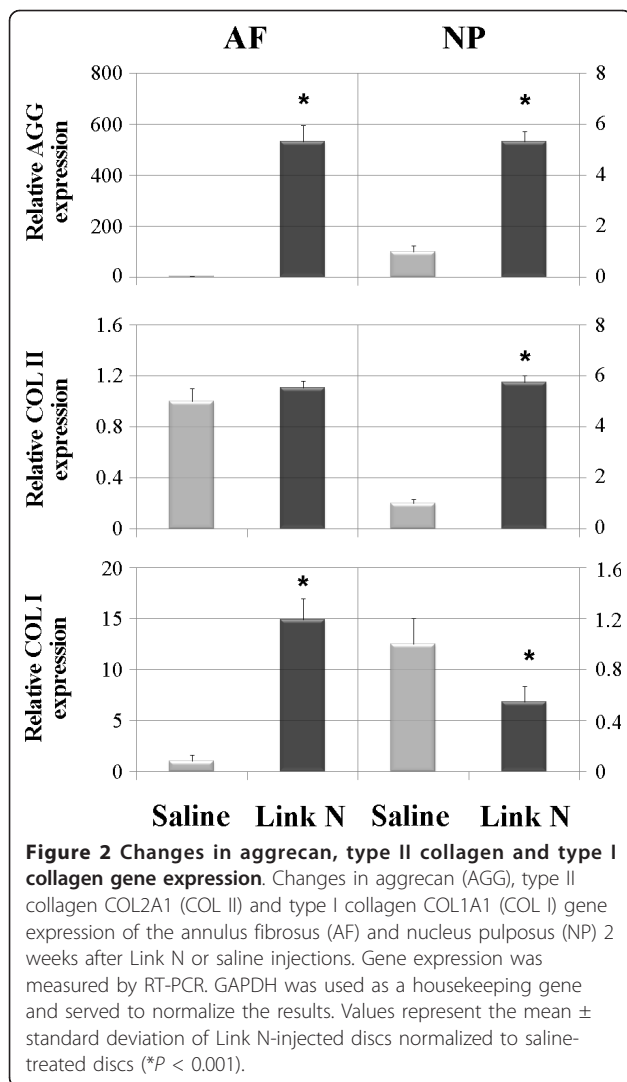 AF NP
800 8
600 * * 6
400 4
200 2
0 0
Relative AGG
expression
1.6 8
1.2 * 6
0.8 4
0.4 2
0 0
Relative COL II
expression
20 1.6
15 * 1.2
10 * 0.8
5 0.4
0 0
Relative COL I
expression
Saline Link N Saline Link N
Figure 2 Changes in aggrecan, type II collagen and type I
collagen gene expression. Changes in aggrecan (AGG), type II
collagen COL2A1 (COL II) and type I collagen COL1A1 (COL I) gene
expression of the annulus fibrosus (AF) and nucleus pulposus (NP) 2
weeks after Link N or saline injections. Gene expression was
measured by RT-PCR. GAPDH was used as a housekeeping gene
and served to normalize the results. Values represent the mean ±
standard deviation of Link N-injected discs normalized to saline-
treated discs (*P < 0.001).